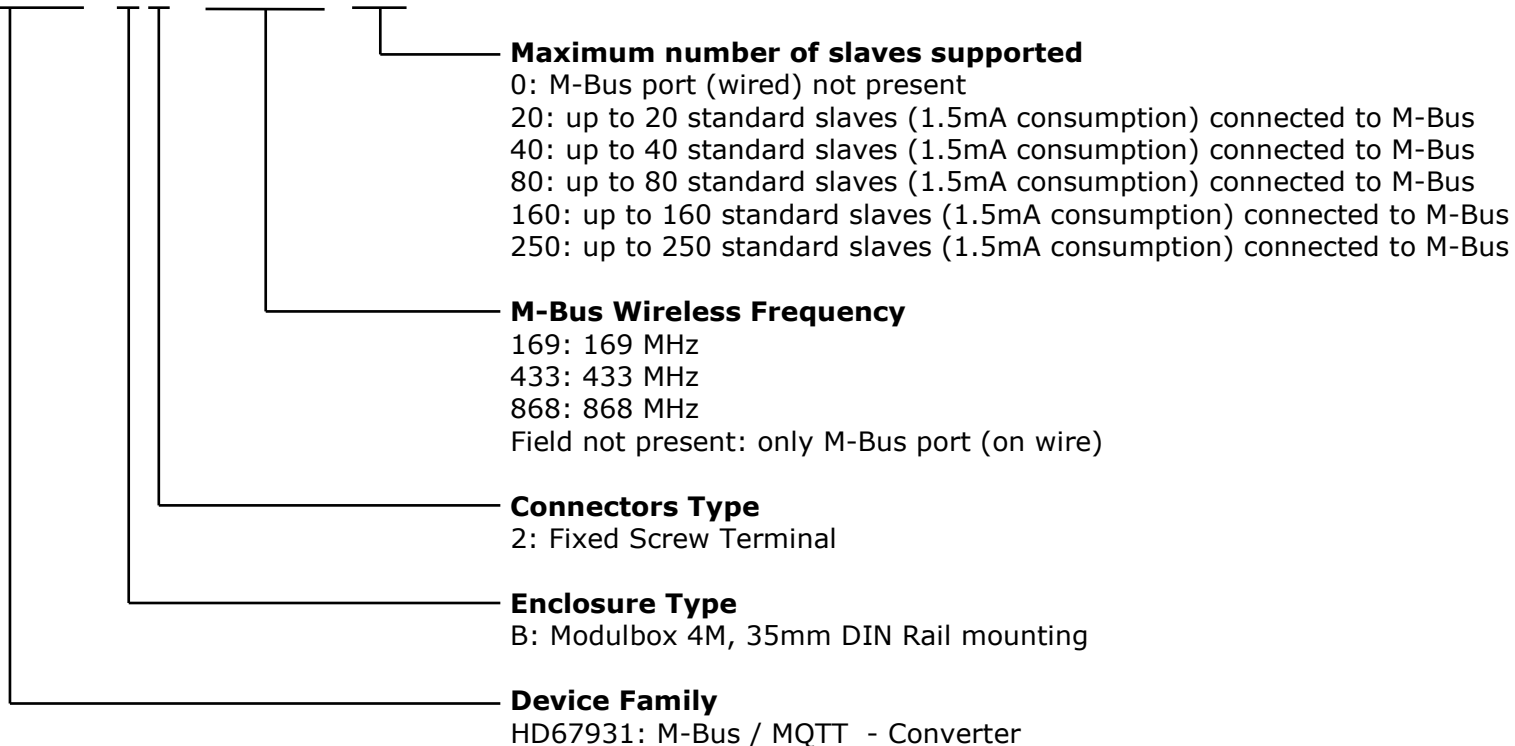 Maximum number of slaves supported
0: M-Bus port (wired) not present
20: up to 20 standard slaves (1.5mA consumption) connected to M-Bus
40: up to 40 standard slaves (1.5mA consumption) connected to M-Bus
80: up to 80 standard slaves (1.5mA consumption) connected to M-Bus
160: up to 160 standard slaves (1.5mA consumption) connected to M-Bus
250: up to 250 standard slaves (1.5mA consumption) connected to M-Bus
M-Bus Wireless Frequency
169: 169 MHz
433: 433 MHz
868: 868 MHz
Field not present: only M-Bus port (on wire)
Connectors Type
2: Fixed Screw Terminal
Enclosure Type
B: Modulbox 4M, 35mm DIN Rail mounting
Device Family
HD67931: M-Bus / MQTT - Converter